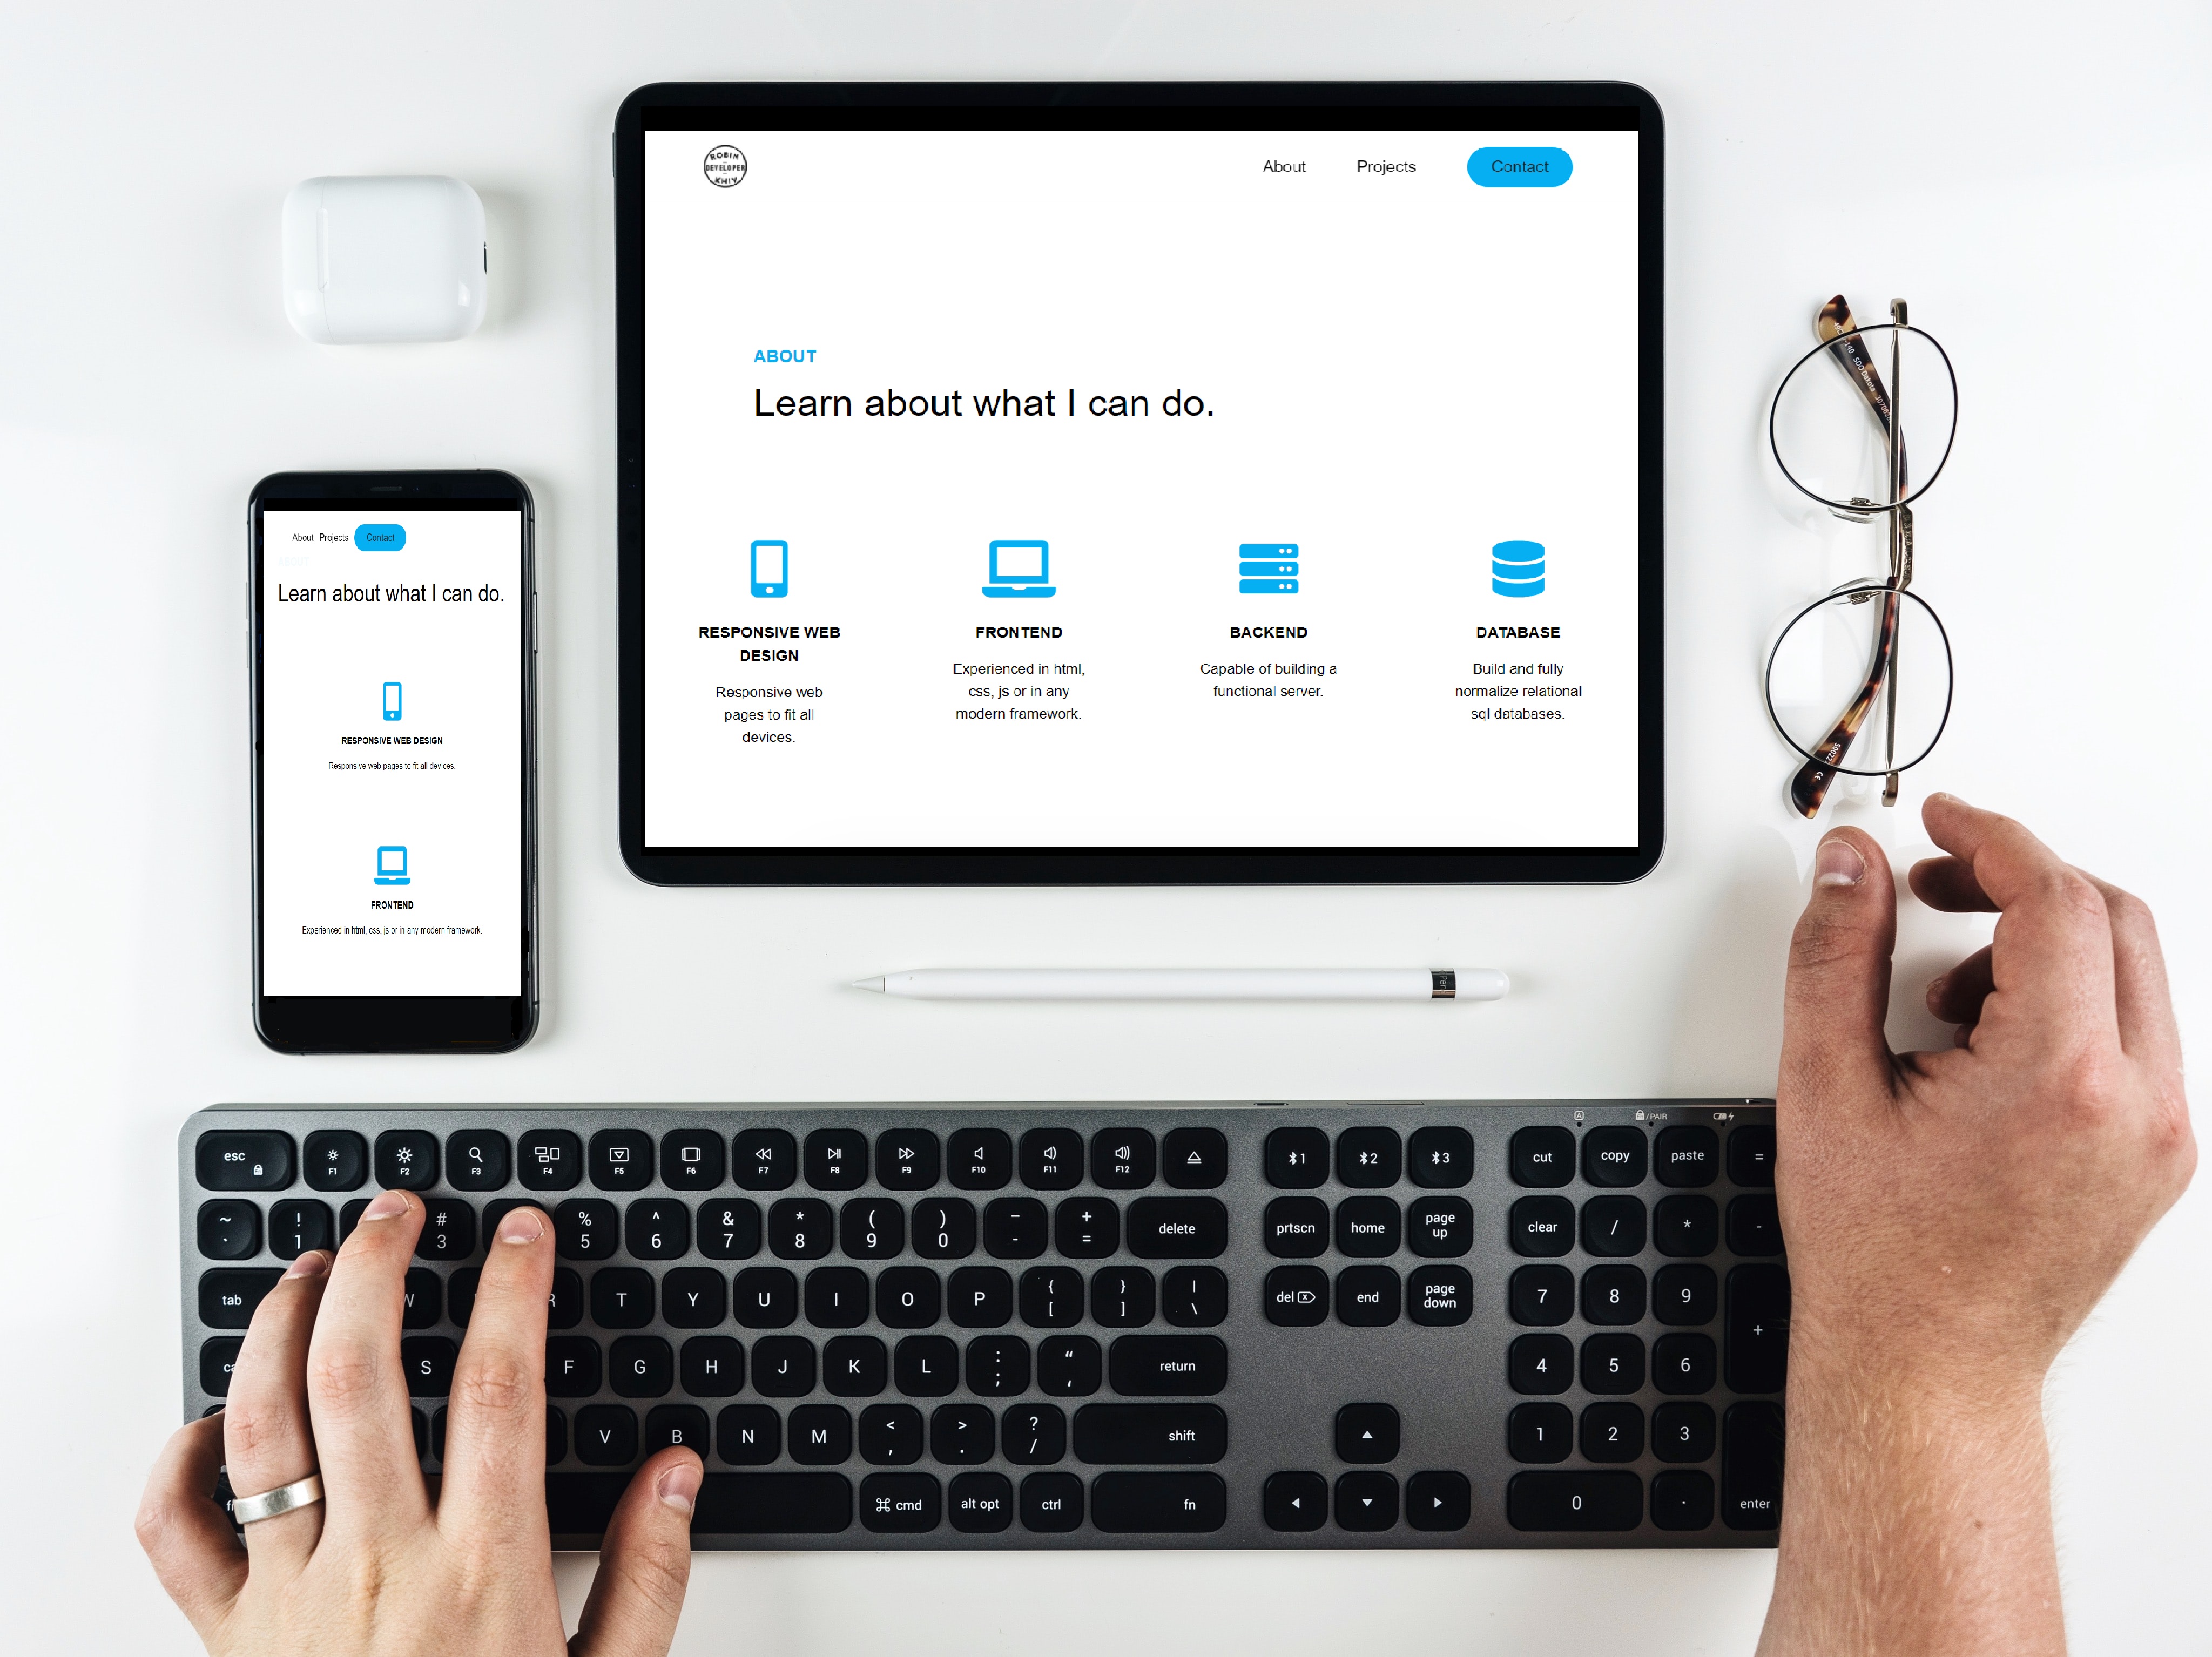 ROBIN
DEVELOPER
KHIV
About
Projects
Contact
ABOUT
Learn about what I can do.
RESPONSIVE WEB
DESIGN
Responsive web
pages to fit all
devices.
FRONTEND
Experienced in html,
css, js or in any
modern framework.
BACKEND
Capable of building a
functional server.
DATABASE
Build and fully
normalize relational
sql databases.
About Projects Contact
Learn about what I can do.
RESPONSIVE WEB DESIGN
Responsive web pages to fit all devices.
FRONTEND
Experienced in html, css, js or in any modern framework.
140 SDO Dakota
A /PAIR
esc F1 F2 F3 F4 F5 F6 F7 F8 F9 F10 F11 F12 1 2 3 cut copy paste =
~ ` ! 1 # 3 % 5 ^ 6 & 7 * 8 ( 9 ) 0 _ - + = delete prtscn home page up clear / * -
tab W R T Y U I O P { [ } ] | \ del end page down 7 8 9 +
S F G H J K L : ; " ' return 4 5 6
V B N M < , > . ? / shift 1 2 3
cmd alt opt ctrl fn 0 . enter